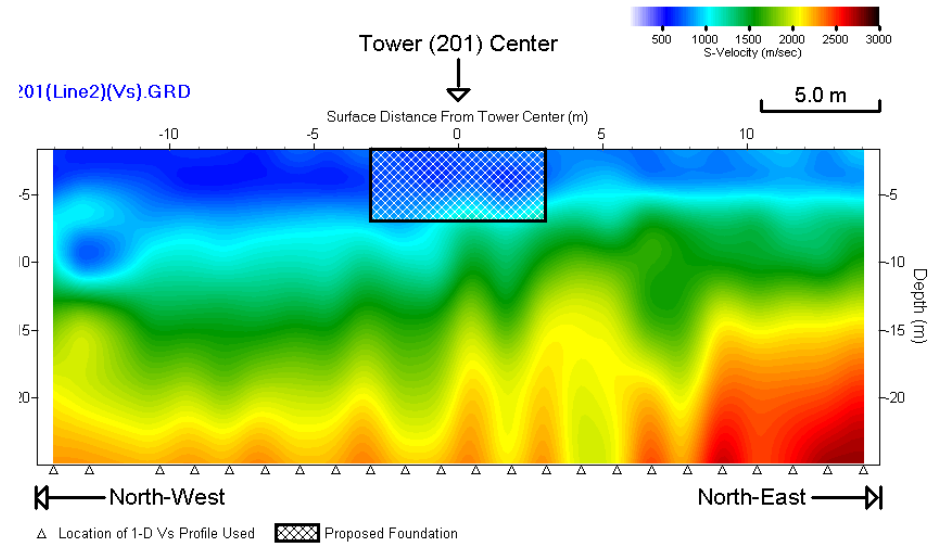 500 1000 1500 2000 2500 3000
S-Velocity (m/sec)
Tower (201) Center
201(Line2)(Vs).GRD
5.0 m
Surface Distance From Tower Center (m)
-10 -5 0 5 10
-5 -5
10 -10
15 -15
20 -20
Depth (m)
North-West North-East
Location of 1-D Vs Profile Used Proposed Foundation